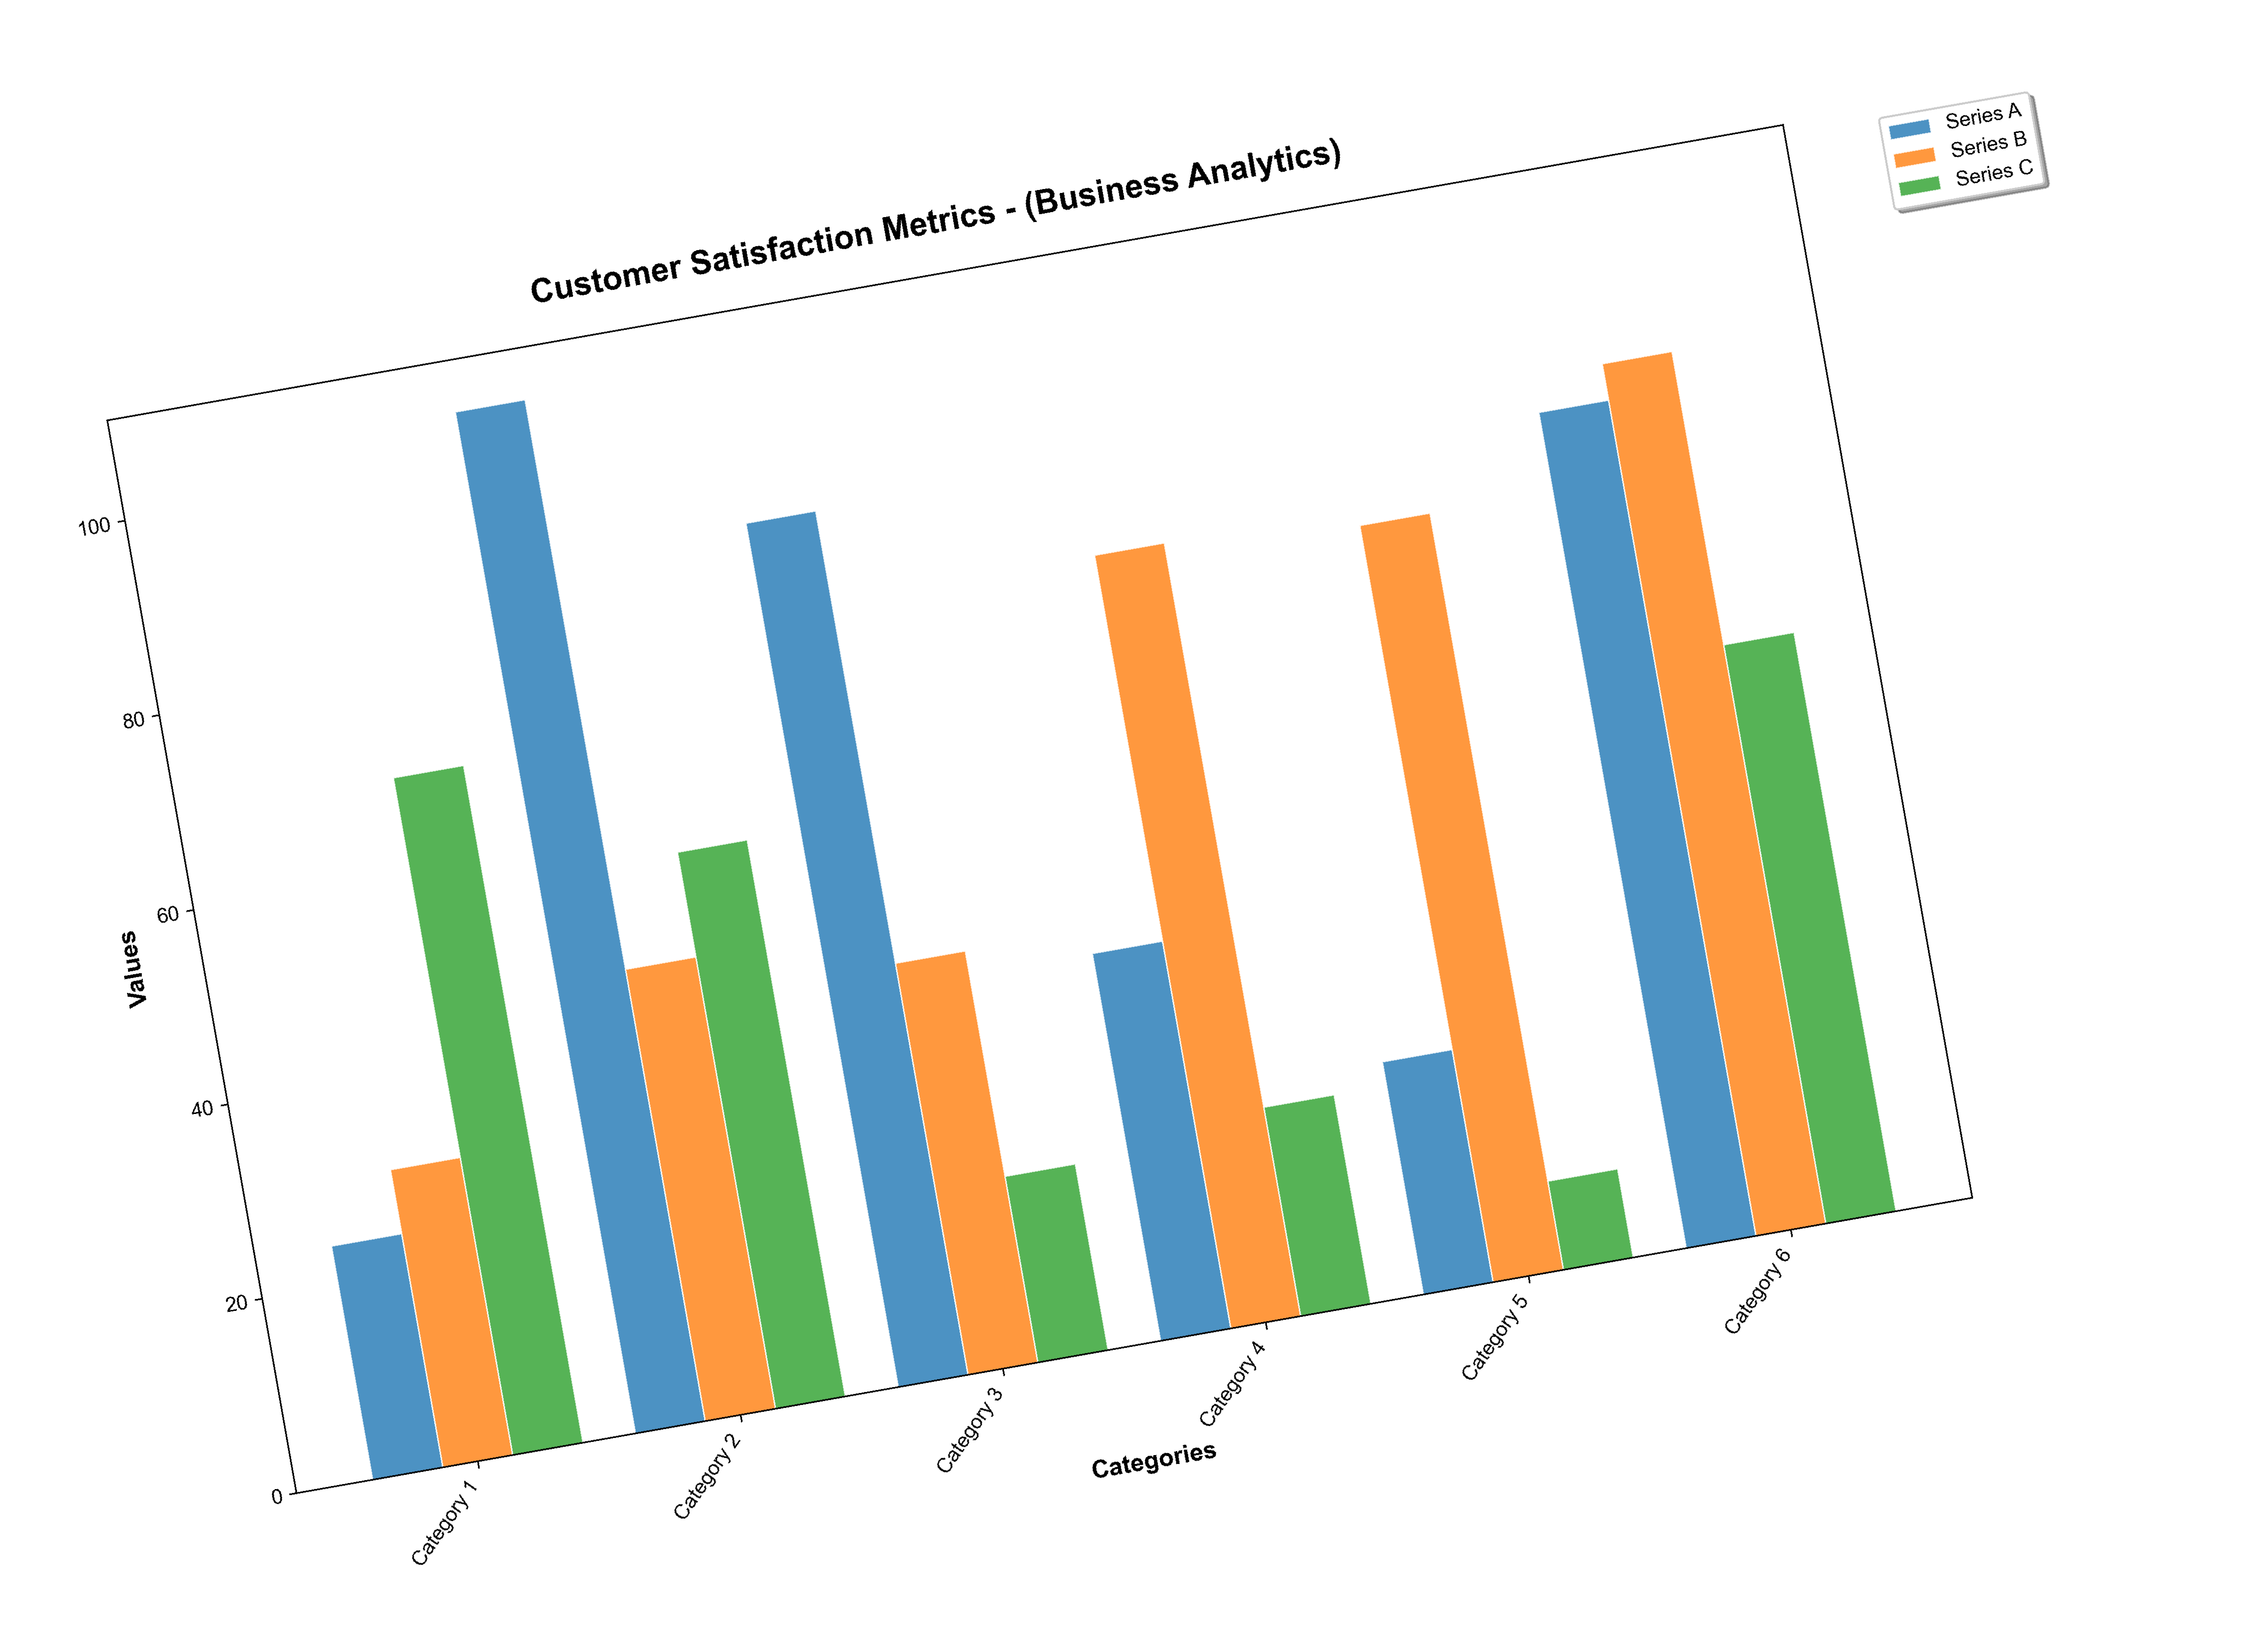 Customer Satisfaction Metrics - (Business Analytics)
Series A
Series B
Series C
100
80
60
40
20
0
Values
Category 1
Category 2
Category 3
Category 4
Category 5
Category 6
Categories